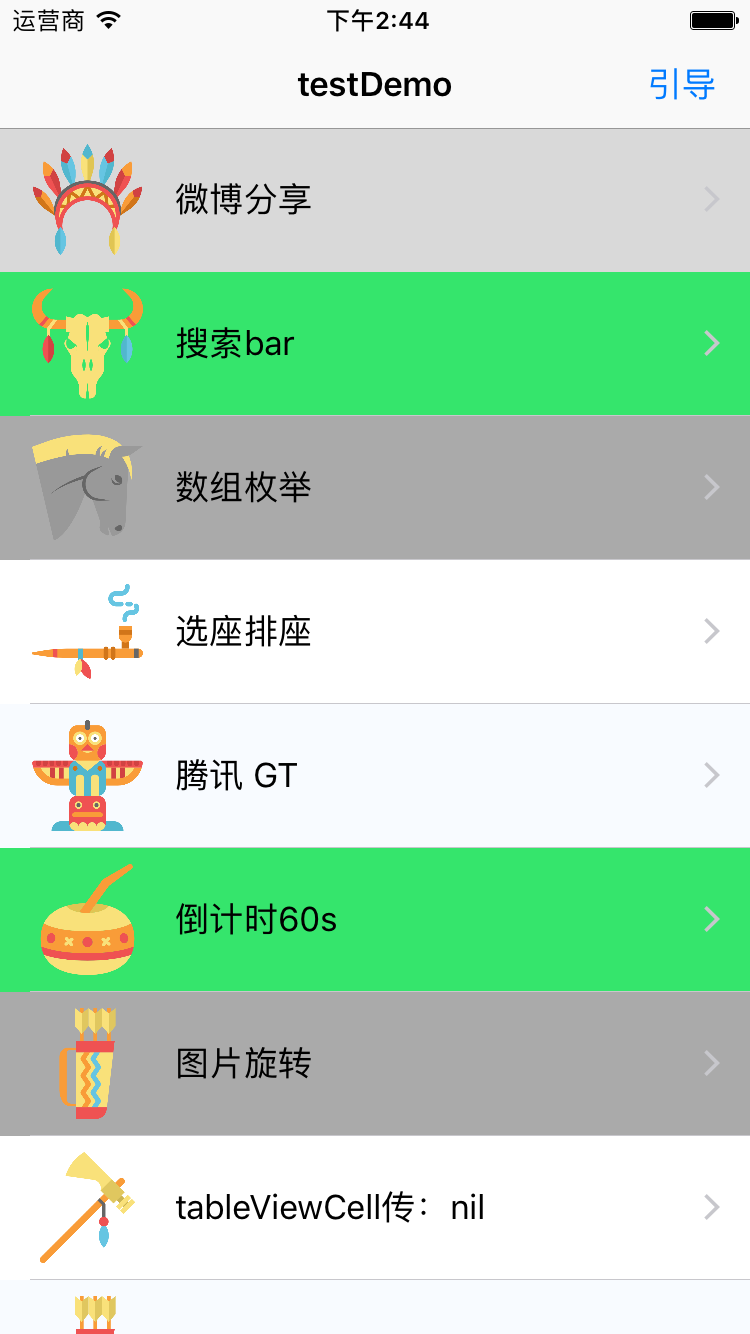 运营商 下午2:44
testDemo 引导
微博分享
搜索bar
数组枚举
选座排座
腾讯 GT
倒计时60s
图片旋转
tableViewCell传：nil